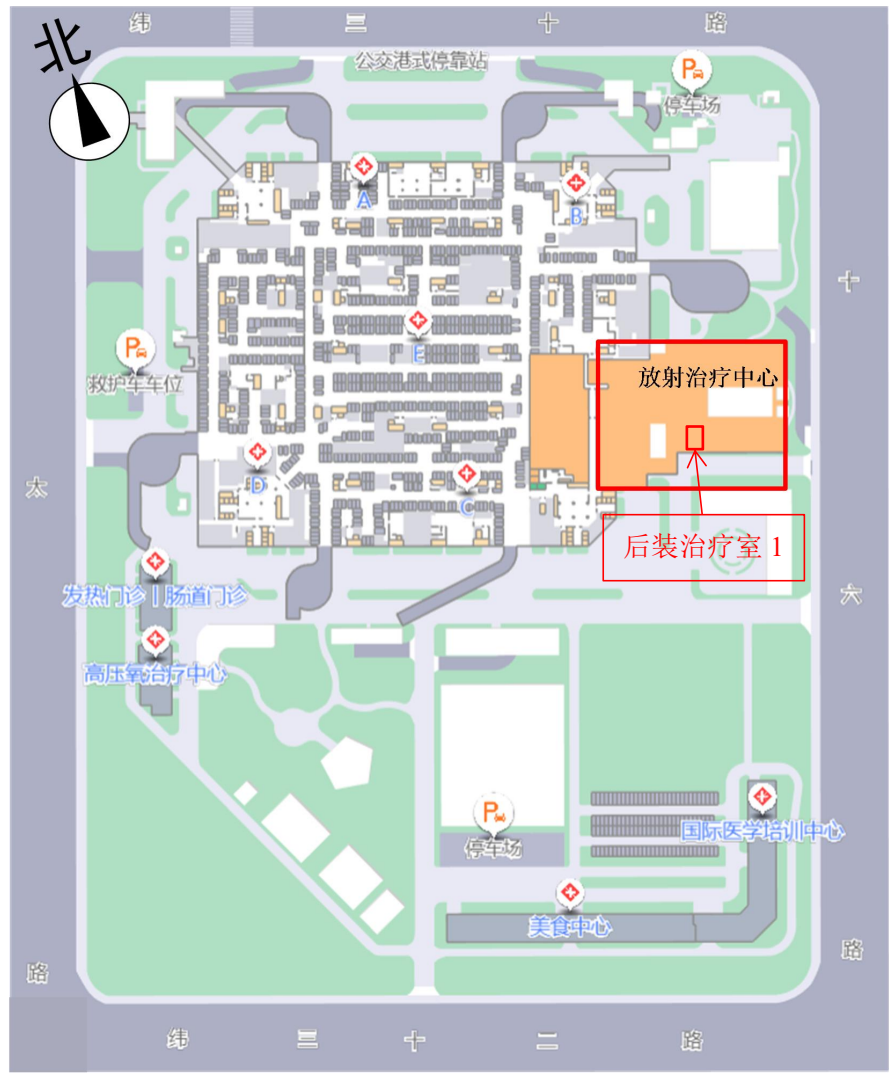 纬 三 十 路
北
公交港式停靠站
P
停车场
A
B
十
E
P
救护车车位
放射治疗中心
D
C
太
后装治疗室 1
发热门诊 | 肠道门诊
六
高压氧治疗中心
P
停车场
国际医学培训中心
美食中心
路
路
纬 三 十 二 路